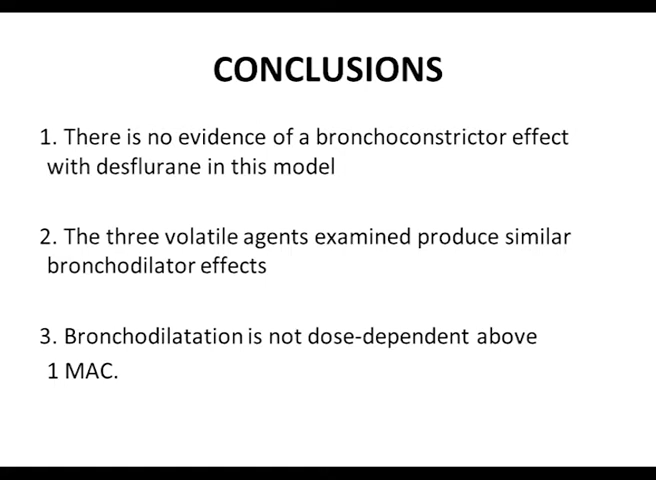 CONCLUSIONS
1. There is no evidence of a bronchoconstrictor effect
with desflurane in this model
2. The three volatile agents examined produce similar
bronchodilator effects
3. Bronchodilatation is not dose-dependent above
1 MAC.